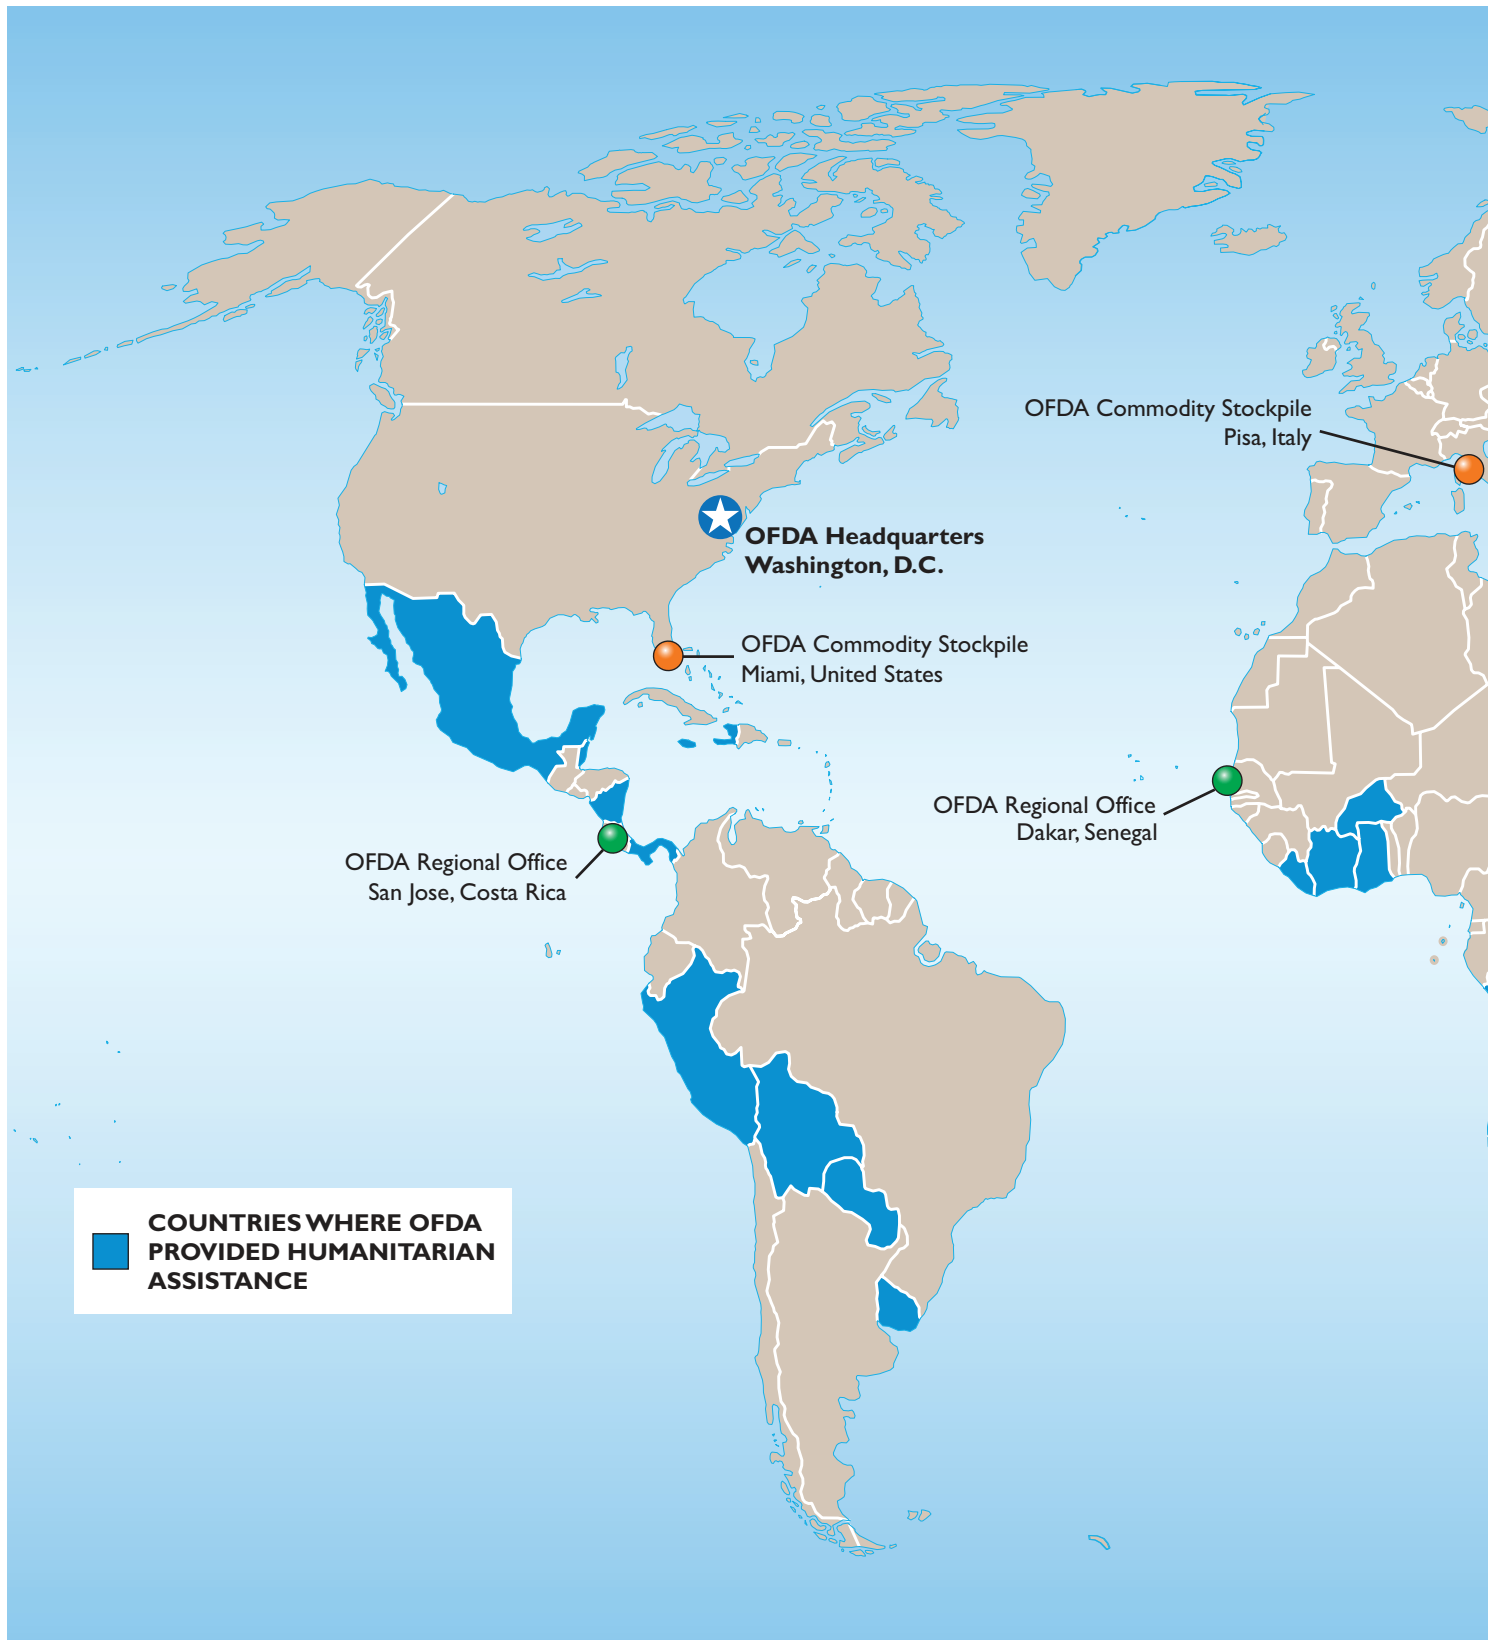 OFDA Commodity Stockpile
Pisa, Italy
OFDA Headquarters
Washington, D.C.
OFDA Commodity Stockpile
Miami, United States
OFDA Regional Office
Dakar, Senegal
OFDA Regional Office
San Jose, Costa Rica
COUNTRIES WHERE OFDA
PROVIDED HUMANITARIAN
ASSISTANCE